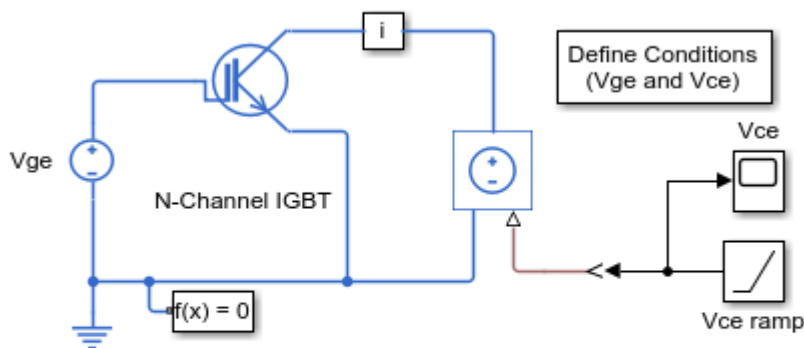 i
Define Conditions
(Vge and Vce)
Vce
Vge
N-Channel IGBT
f(x) = 0
Vce ramp